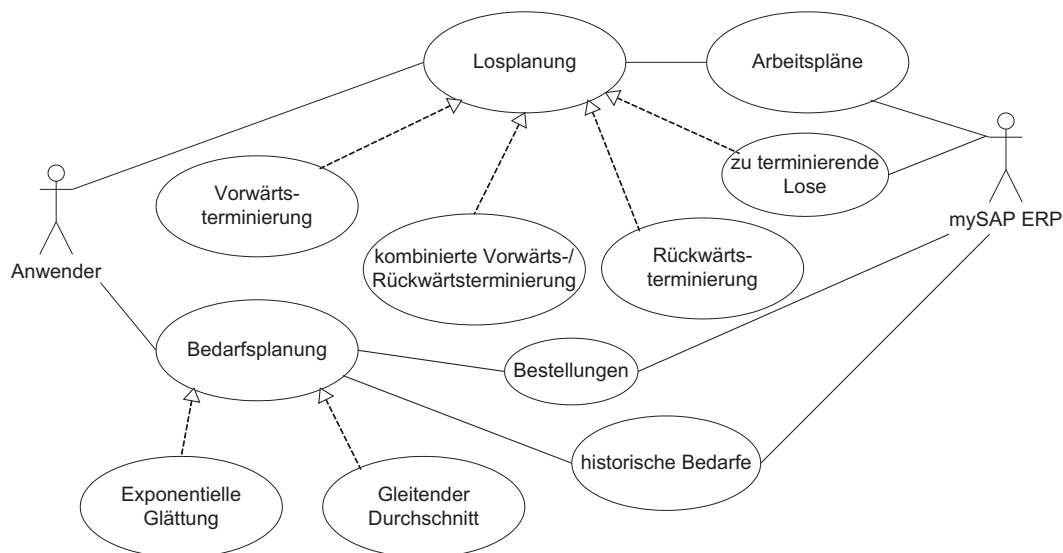 Losplanung
Arbeitspläne
Vorwärts-
terminierung
zu terminierende
Lose
mySAP ERP
Anwender
kombinierte Vorwärts-/
Rückwärtsterminierung
Rückwärts-
terminierung
Bedarfsplanung
Bestellungen
historische Bedarfe
Exponentielle
Glättung
Gleitender
Durchschnitt